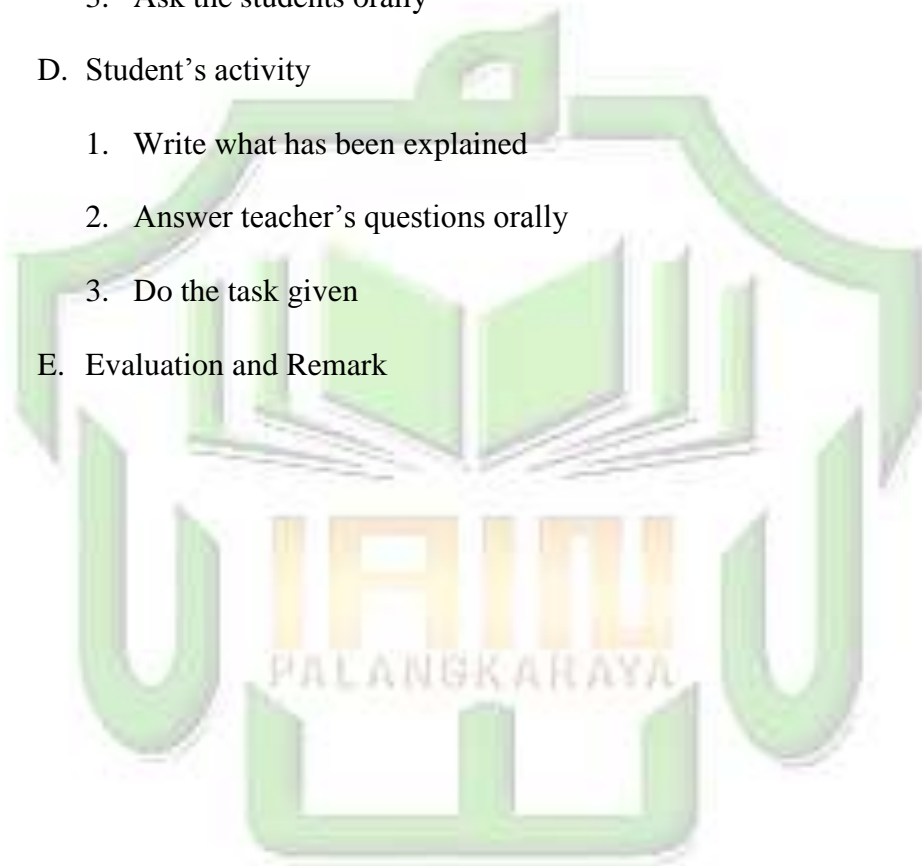 3. Ask the students orally
D. Student's activity
1. Write what has been explained
2. Answer teacher's questions orally
3. Do the task given
E. Evaluation and Remark
IAIN
PALANGKARAYA